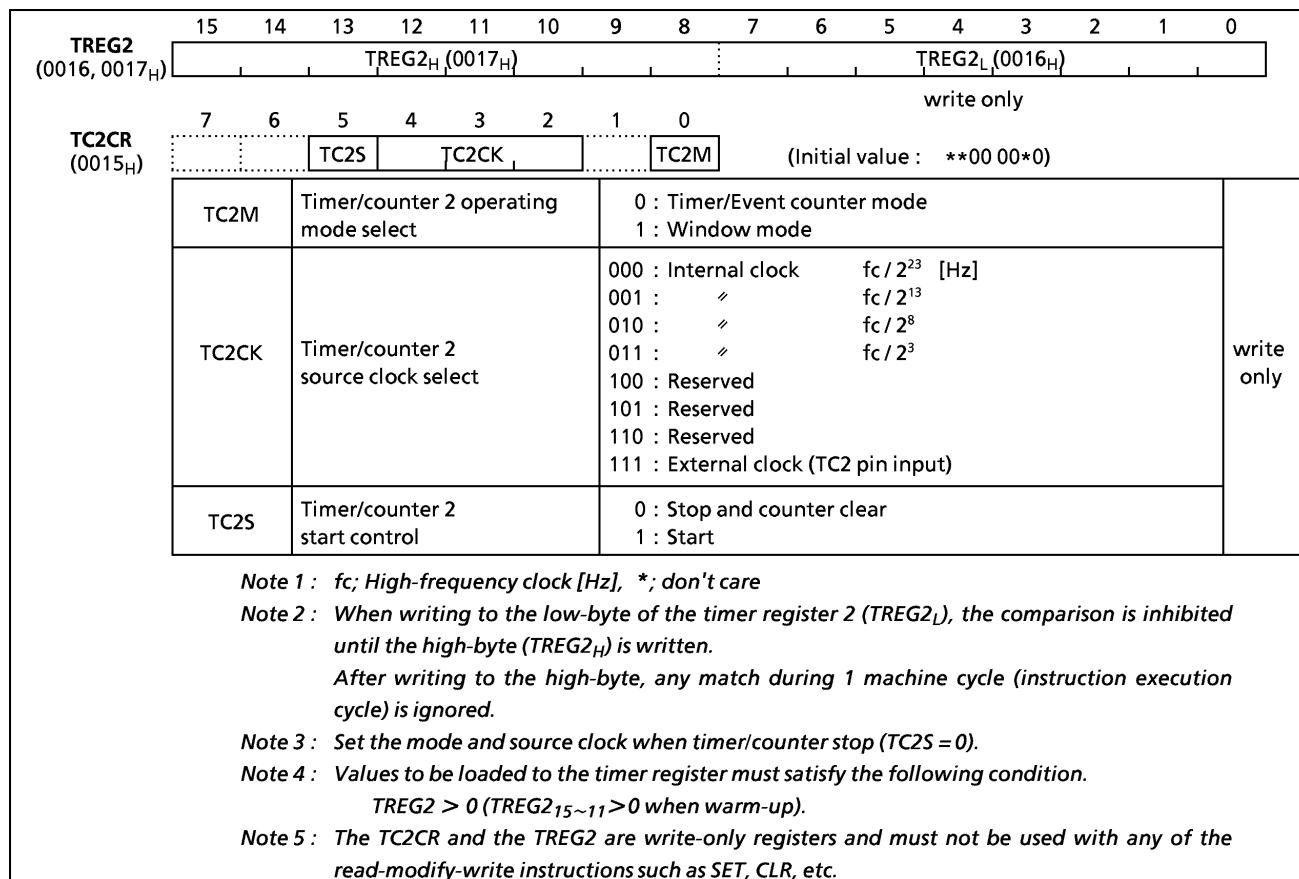 15 14 13 12 11 10 9 8 7 6 5 4 3 2 1 0
TREG2
(0016, 0017H)
TREG2H (0017H) TREG2L (0016H)
write only
7 6 5 4 3 2 1 0
TC2CR
(0015H)
TC2S TC2CK TC2M (Initial value : **00 00*0)
TC2M
Timer/counter 2 operating
mode select
0 : Timer/Event counter mode
1 : Window mode
TC2CK
Timer/counter 2
source clock select
000 : Internal clock fc / 2²³ [Hz]
001 : 〃 fc / 2¹³
010 : 〃 fc / 2⁸
011 : 〃 fc / 2³
100 : Reserved
101 : Reserved
110 : Reserved
111 : External clock (TC2 pin input)
TC2S
Timer/counter 2
start control
0 : Stop and counter clear
1 : Start
write
only
Note 1 : fc; High-frequency clock [Hz], *; don't care
Note 2 : When writing to the low-byte of the timer register 2 (TREG2L), the comparison is inhibited
until the high-byte (TREG2H) is written.
After writing to the high-byte, any match during 1 machine cycle (instruction execution
cycle) is ignored.
Note 3 : Set the mode and source clock when timer/counter stop (TC2S = 0).
Note 4 : Values to be loaded to the timer register must satisfy the following condition.
TREG2 > 0 (TREG215~11>0 when warm-up).
Note 5 : The TC2CR and the TREG2 are write-only registers and must not be used with any of the
read-modify-write instructions such as SET, CLR, etc.